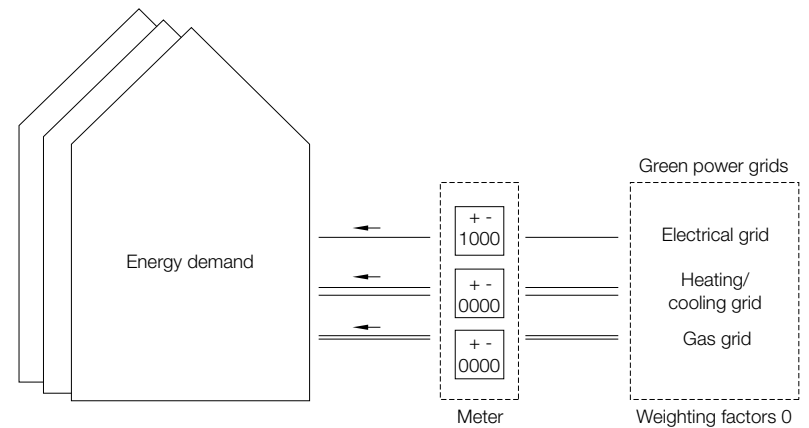 Green power grids
+ -
1000
Electrical grid
Energy demand
+ -
0000
Heating/
cooling grid
+ -
0000
Gas grid
Meter
Weighting factors 0